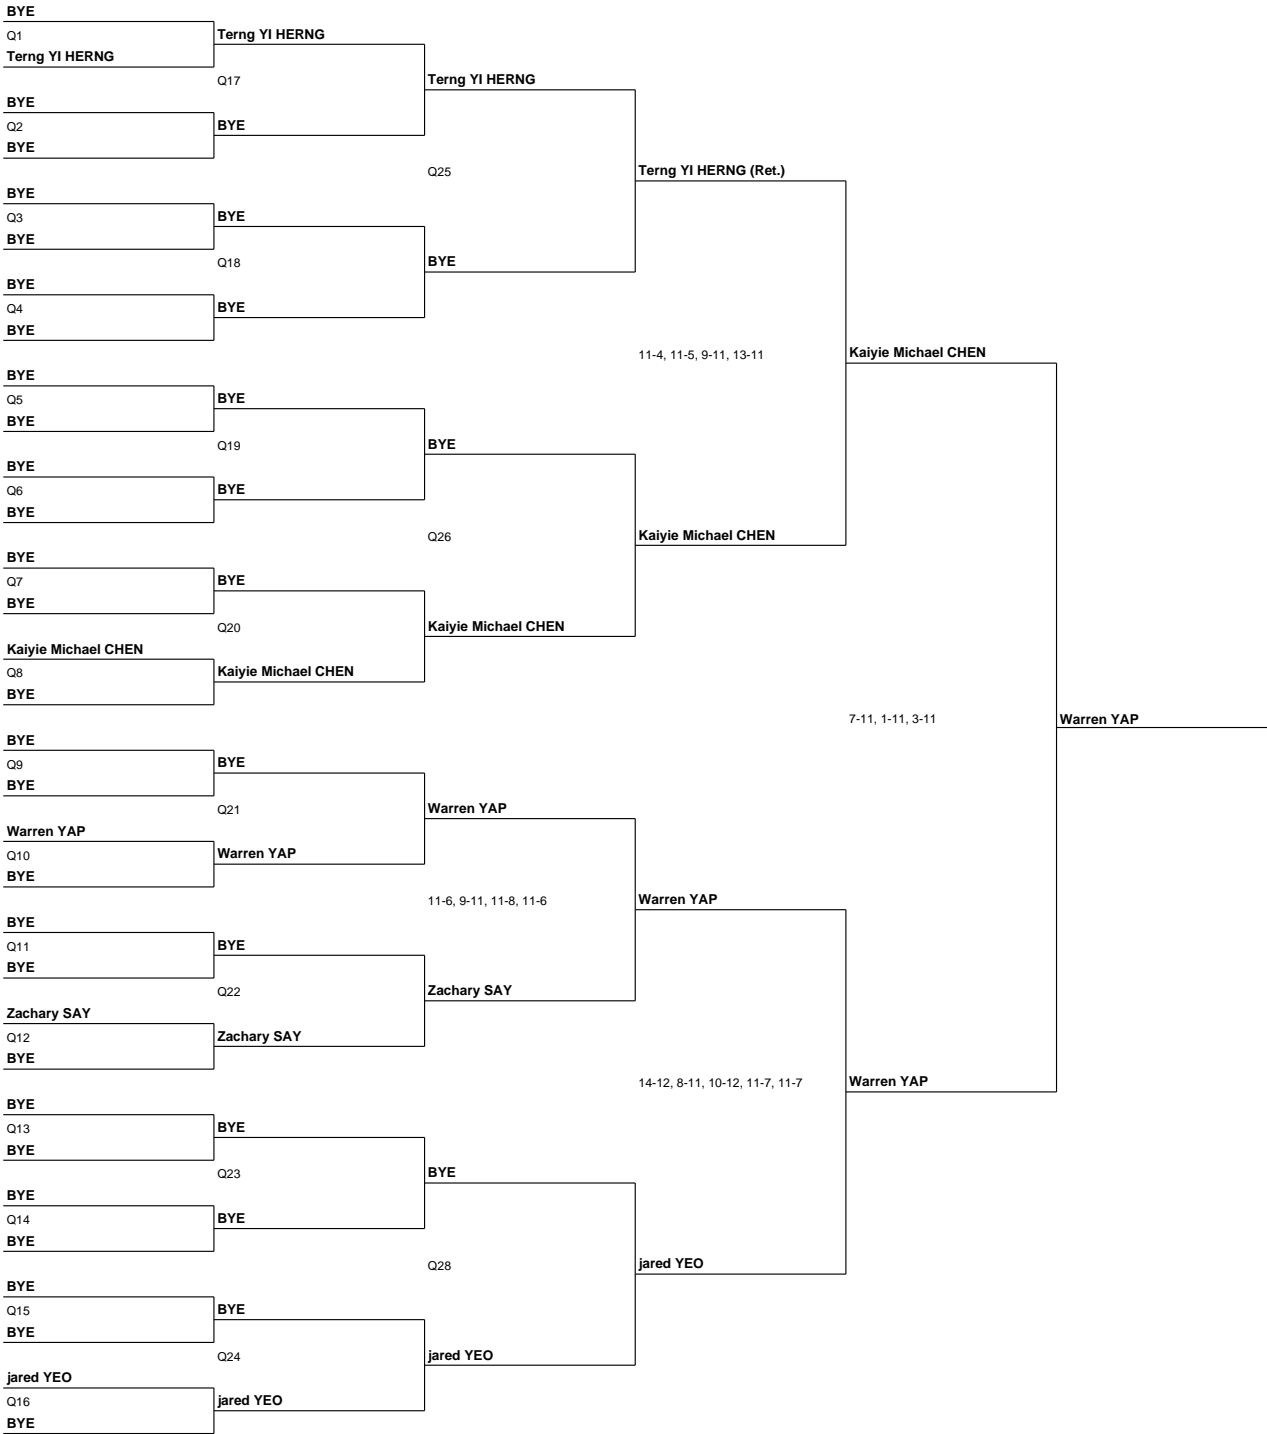 BYE
Q1
Terng YI HERNG
BYE
Q2
BYE
BYE
Q3
BYE
BYE
Q4
BYE
BYE
Q5
BYE
BYE
Q6
BYE
BYE
Q7
BYE
Kaiyie Michael CHEN
Q8
BYE
BYE
Q9
BYE
Warren YAP
Q10
BYE
BYE
Q11
BYE
Zachary SAY
Q12
BYE
BYE
Q13
BYE
BYE
Q14
BYE
BYE
Q15
BYE
jared YEO
Q16
BYE
Terng YI HERNG
Q17
BYE
BYE
Q18
BYE
BYE
Q19
BYE
BYE
Q20
Kaiyie Michael CHEN
BYE
Q21
Warren YAP
BYE
Q22
Zachary SAY
BYE
Q23
BYE
BYE
Q24
jared YEO
Terng YI HERNG
Q25
BYE
BYE
Q26
Kaiyie Michael CHEN
Warren YAP
11-6, 9-11, 11-8, 11-6
Zachary SAY
BYE
Q28
jared YEO
Terng YI HERNG (Ret.)
11-4, 11-5, 9-11, 13-11
Kaiyie Michael CHEN
Warren YAP
14-12, 8-11, 10-12, 11-7, 11-7
jared YEO
Kaiyie Michael CHEN
7-11, 1-11, 3-11
Warren YAP
Warren YAP